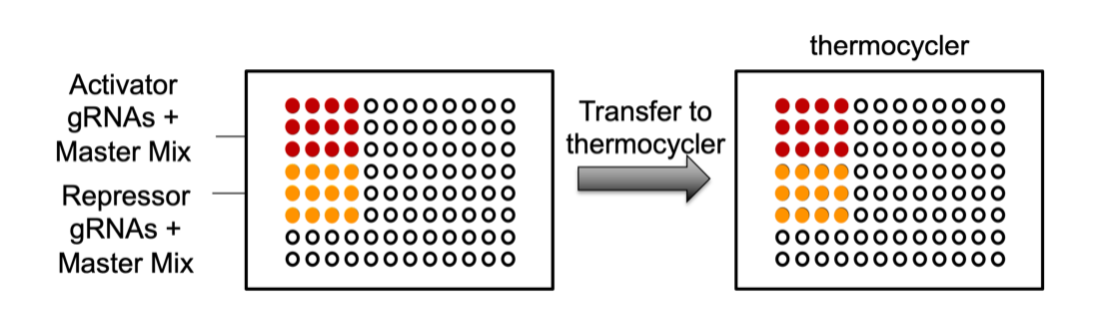 thermocycler
Activator
gRNAs +
Master Mix
Repressor
gRNAs +
Master Mix
Transfer to
thermocycler